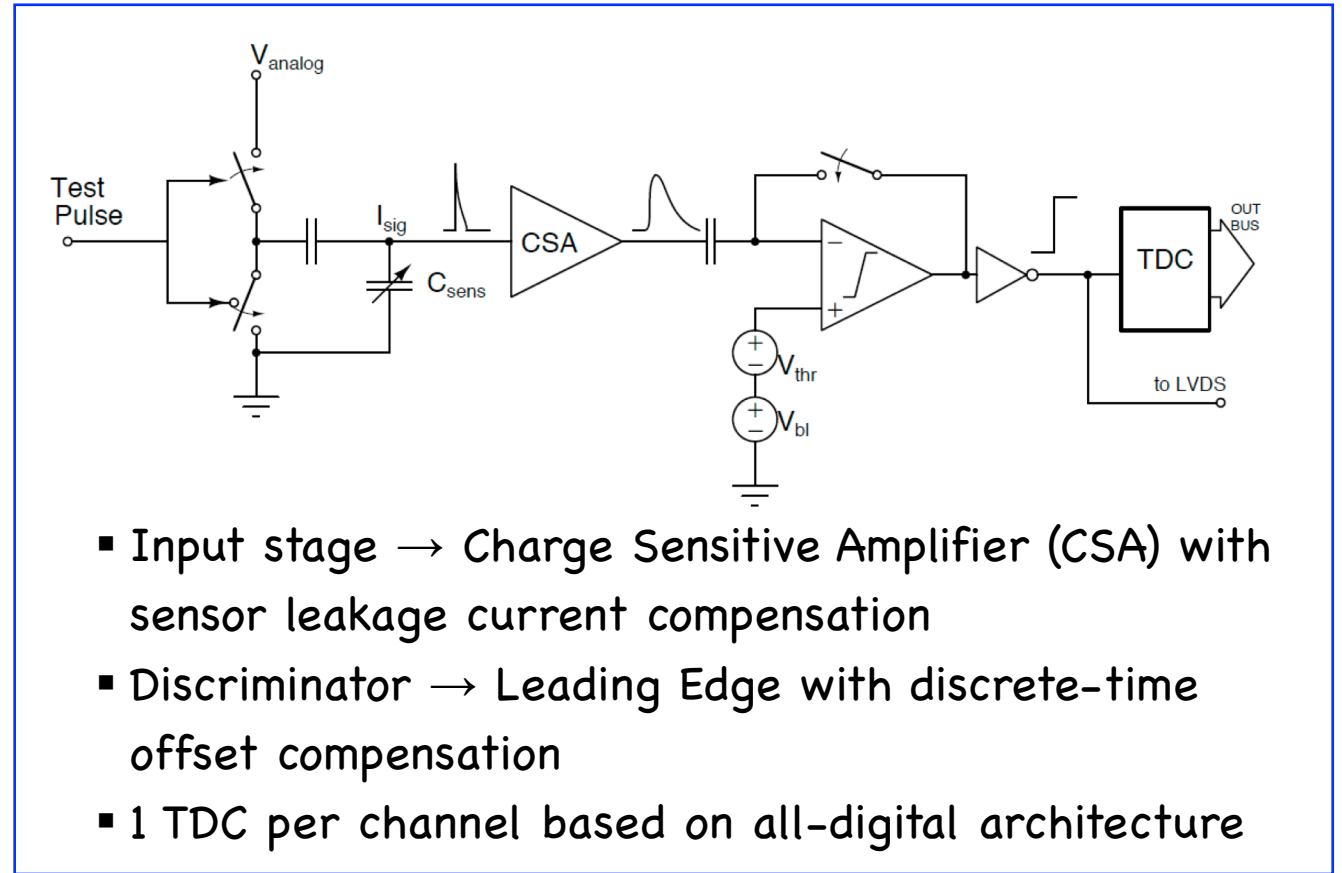 V_analog
Test
Pulse
I_sig
C_sens
CSA
−
+
+
−
V_thr
+
−
V_bl
TDC
OUT
BUS
to LVDS
▪ Input stage → Charge Sensitive Amplifier (CSA) with
sensor leakage current compensation
▪ Discriminator → Leading Edge with discrete-time
offset compensation
▪ 1 TDC per channel based on all-digital architecture